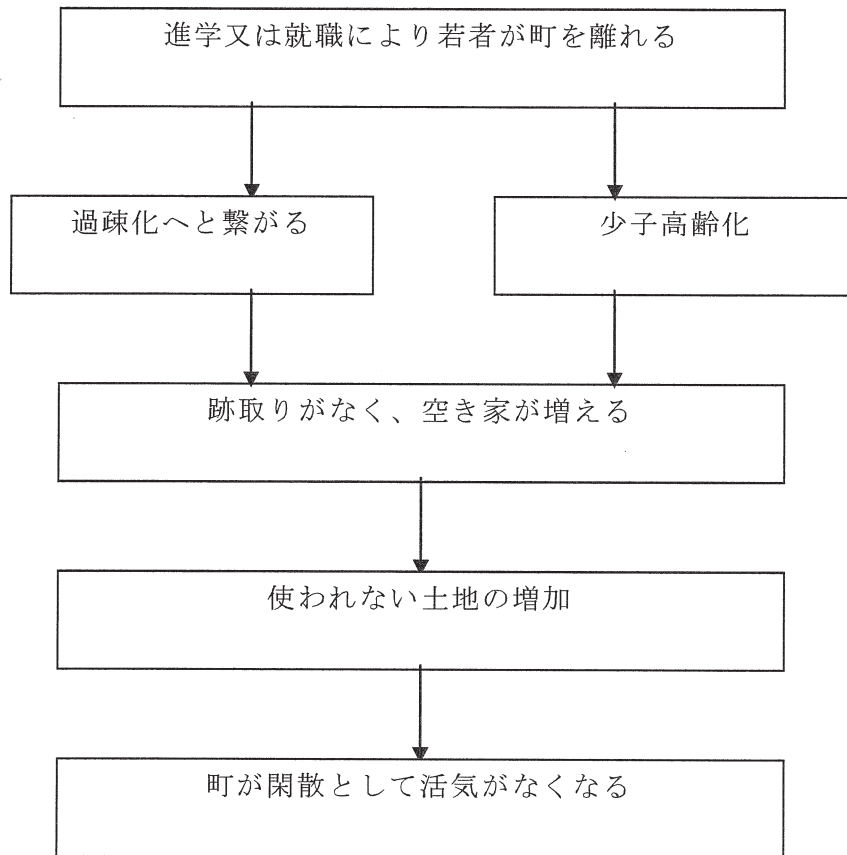 進学又は就職により若者が町を離れる
過疎化へと繋がる
少子高齢化
跡取りがなく、空き家が増える
使われない土地の増加
町が閑散として活気がなくなる